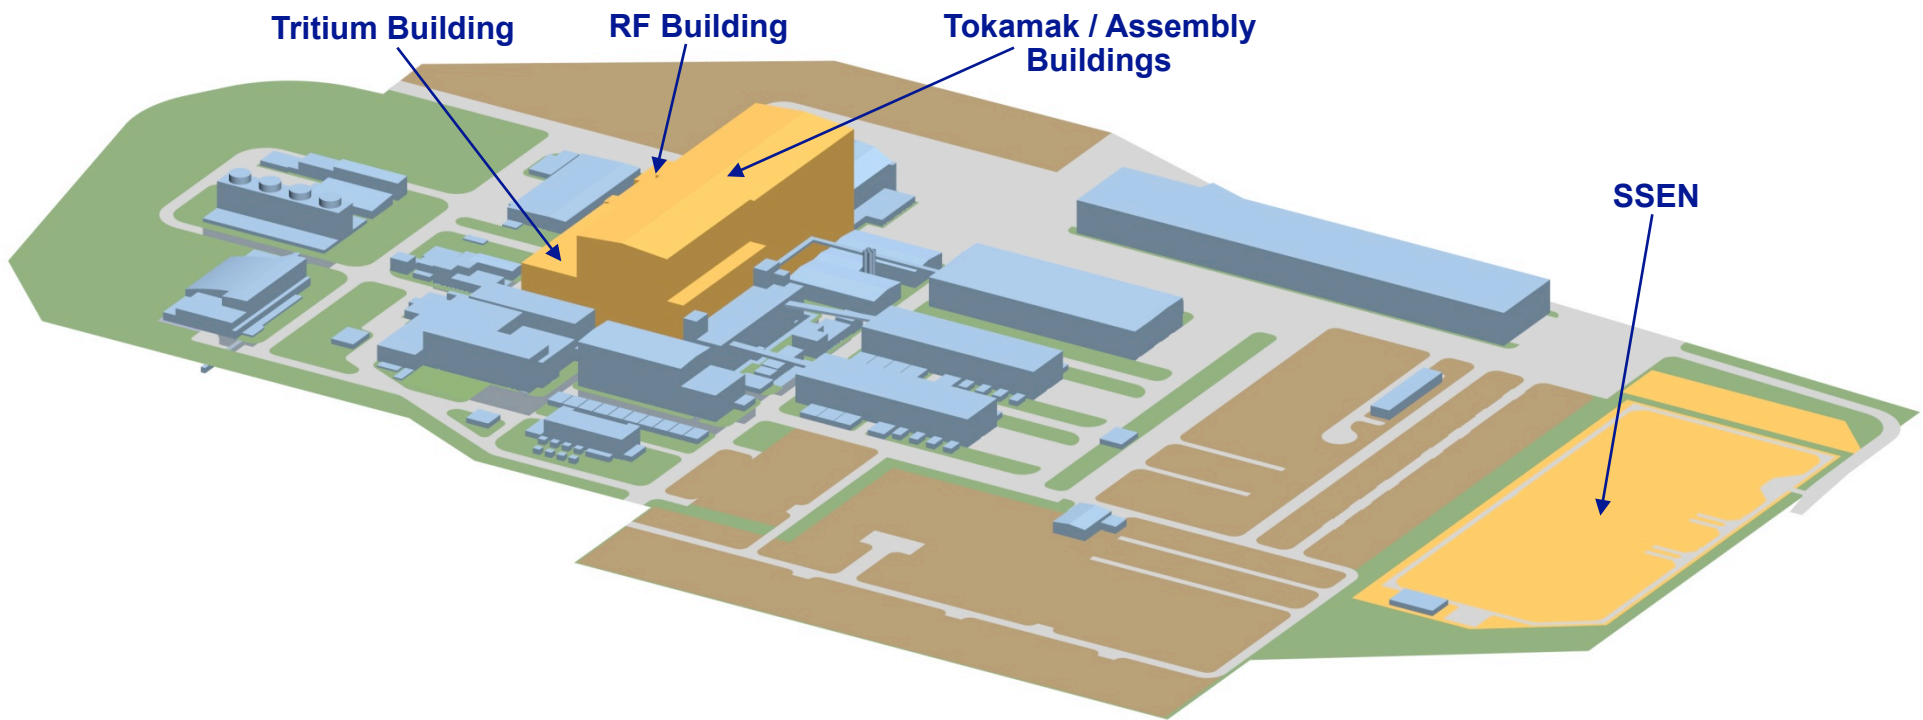 Tritium Building
RF Building
Tokamak / Assembly
Buildings
SSEN